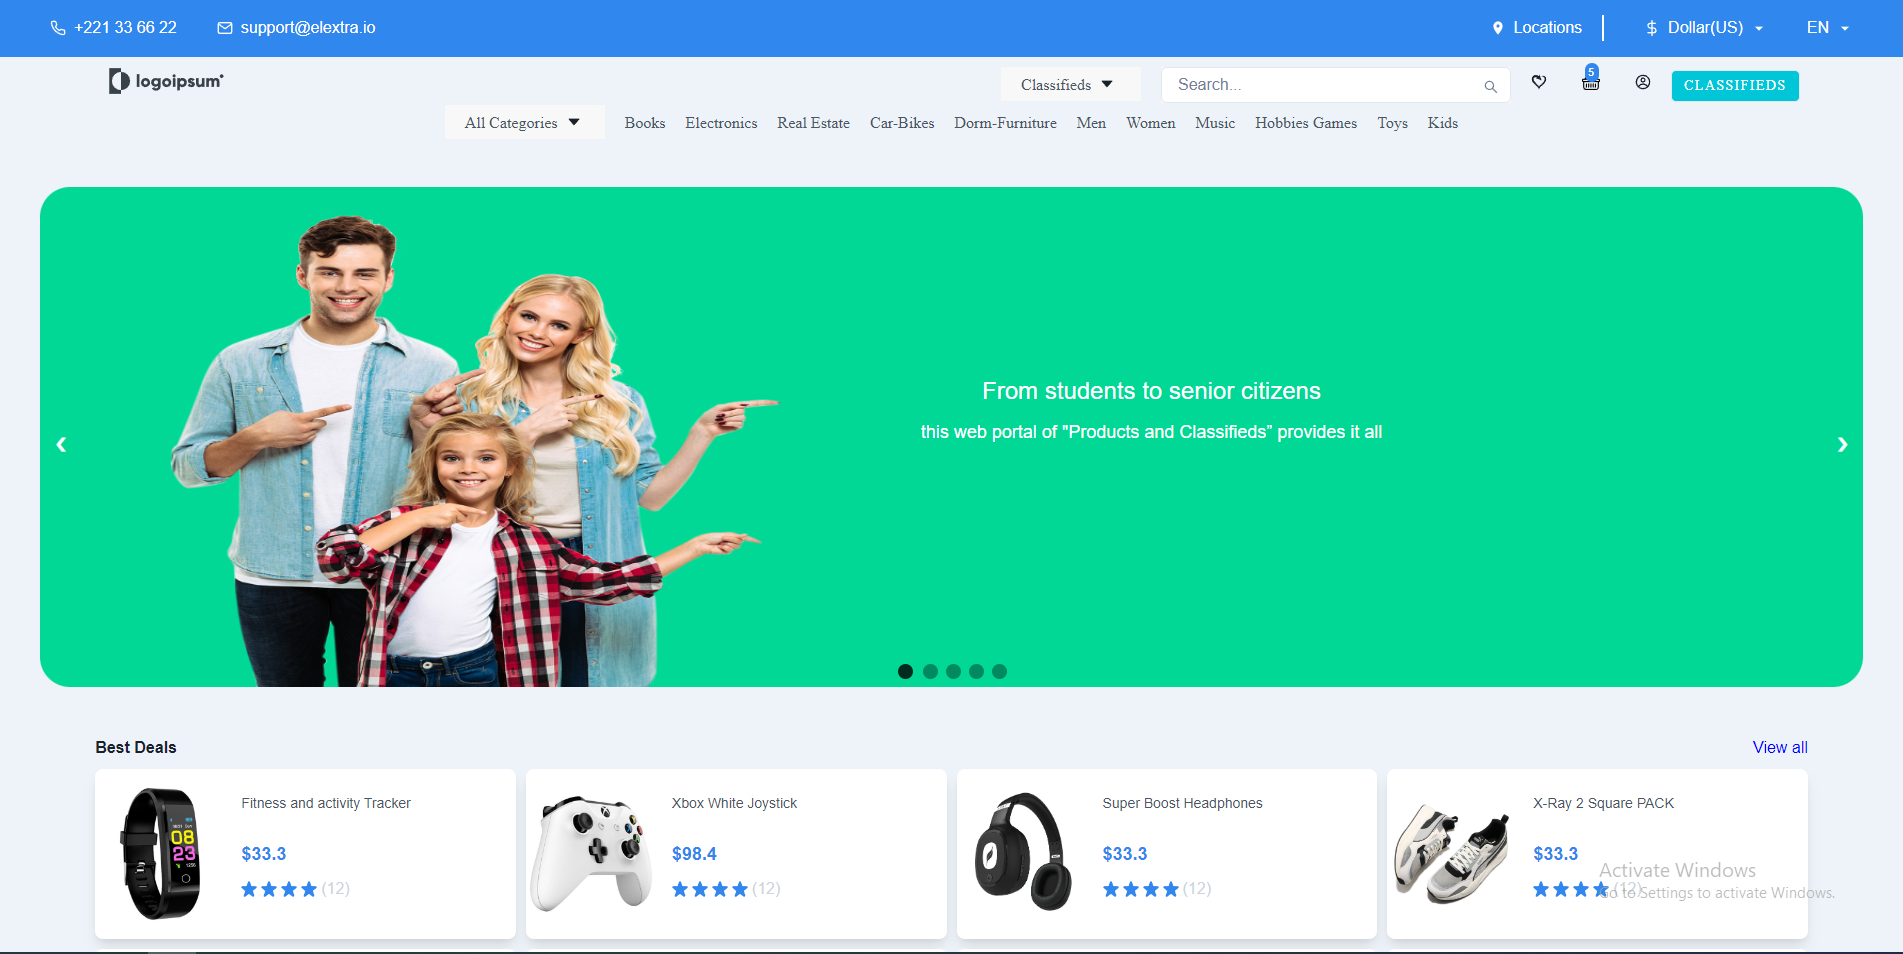 +221 33 66 22 support@elextra.io Locations Dollar(US) EN
logoipsum Classifieds Search... 5 CLASSIFIEDS
All Categories Books Electronics Real Estate Car-Bikes Dorm-Furniture Men Women Music Hobbies Games Toys Kids
From students to senior citizens
this web portal of "Products and Classifieds" provides it all
Best Deals View all
Fitness and activity Tracker
$33.3
(12)
08
23
Xbox White Joystick
$98.4
(12)
Super Boost Headphones
$33.3
(12)
X-Ray 2 Square PACK
$33.3
(12)
Activate Windows
Go to Settings to activate Windows.